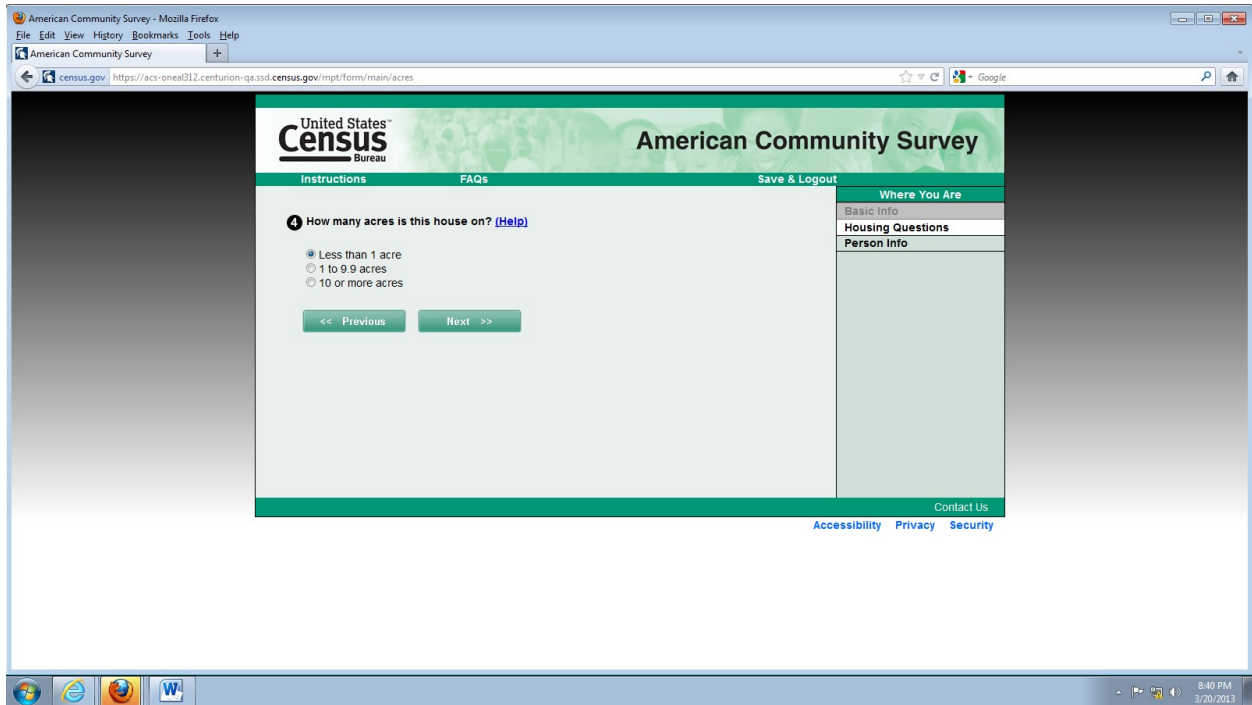 American Community Survey - Mozilla Firefox
File Edit View History Bookmarks Tools Help
American Community Survey +
census.gov https://acs-oneal312.centurion-qa.ssd.census.gov/mpt/form/main/acres Google
United States™
Census
Bureau
American Community Survey
Instructions FAQs Save & Logout
Where You Are
Basic Info
Housing Questions
Person Info
4 How many acres is this house on? (Help)
Less than 1 acre
1 to 9.9 acres
10 or more acres
<< Previous Next >>
Contact Us
Accessibility Privacy Security
W
8:40 PM
3/20/2013